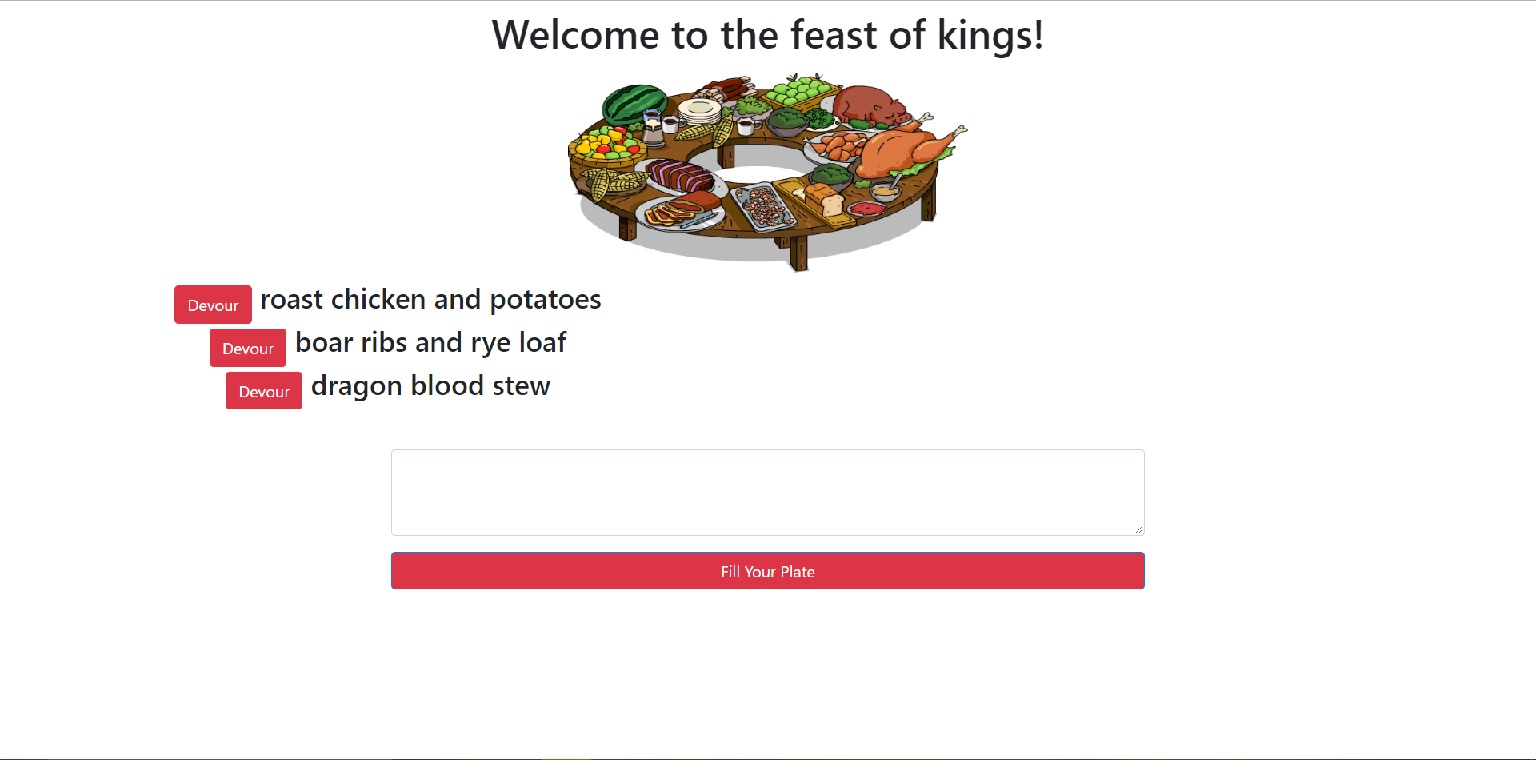 Welcome to the feast of kings!
Devour roast chicken and potatoes
Devour boar ribs and rye loaf
Devour dragon blood stew
Fill Your Plate